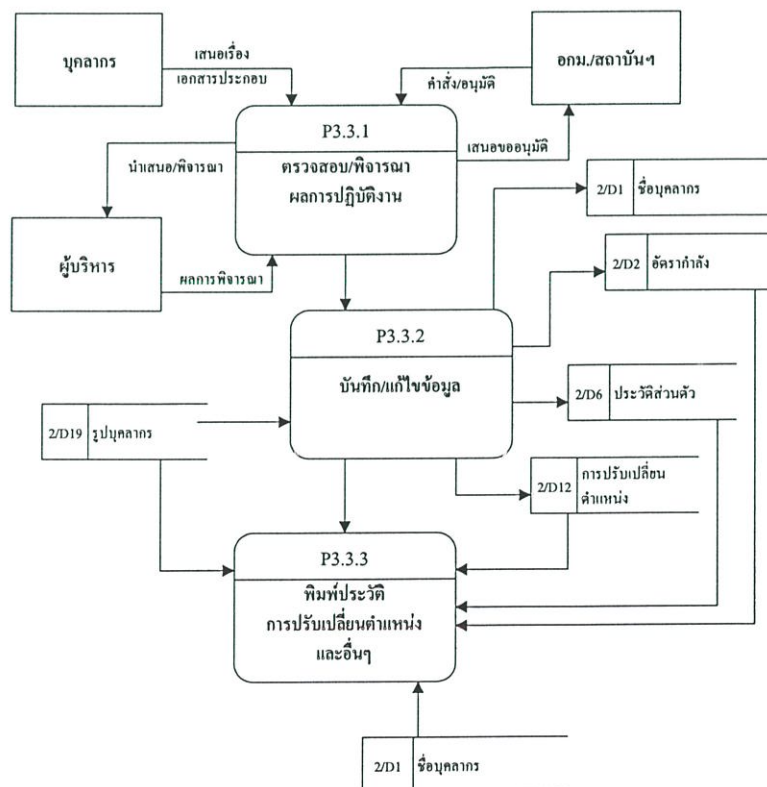 บุคลากร
เสนอเรื่อง
เอกสารประกอบ
อกม./สถาบันฯ
คำสั่ง/อนุมัติ
เสนอขออนุมัติ
P3.3.1
ตรวจสอบ/พิจารณา
ผลการปฏิบัติงาน
นำเสนอ/พิจารณา
ผู้บริหาร
ผลการพิจารณา
2/D1 ชื่อบุคลากร
2/D2 อัตรากำลัง
P3.3.2
บันทึก/แก้ไขข้อมูล
2/D6 ประวัติส่วนตัว
2/D19 รูปบุคลากร
2/D12 การปรับเปลี่ยน
ตำแหน่ง
P3.3.3
พิมพ์ประวัติ
การปรับเปลี่ยนตำแหน่ง
และอื่นๆ
2/D1 ชื่อบุคลากร